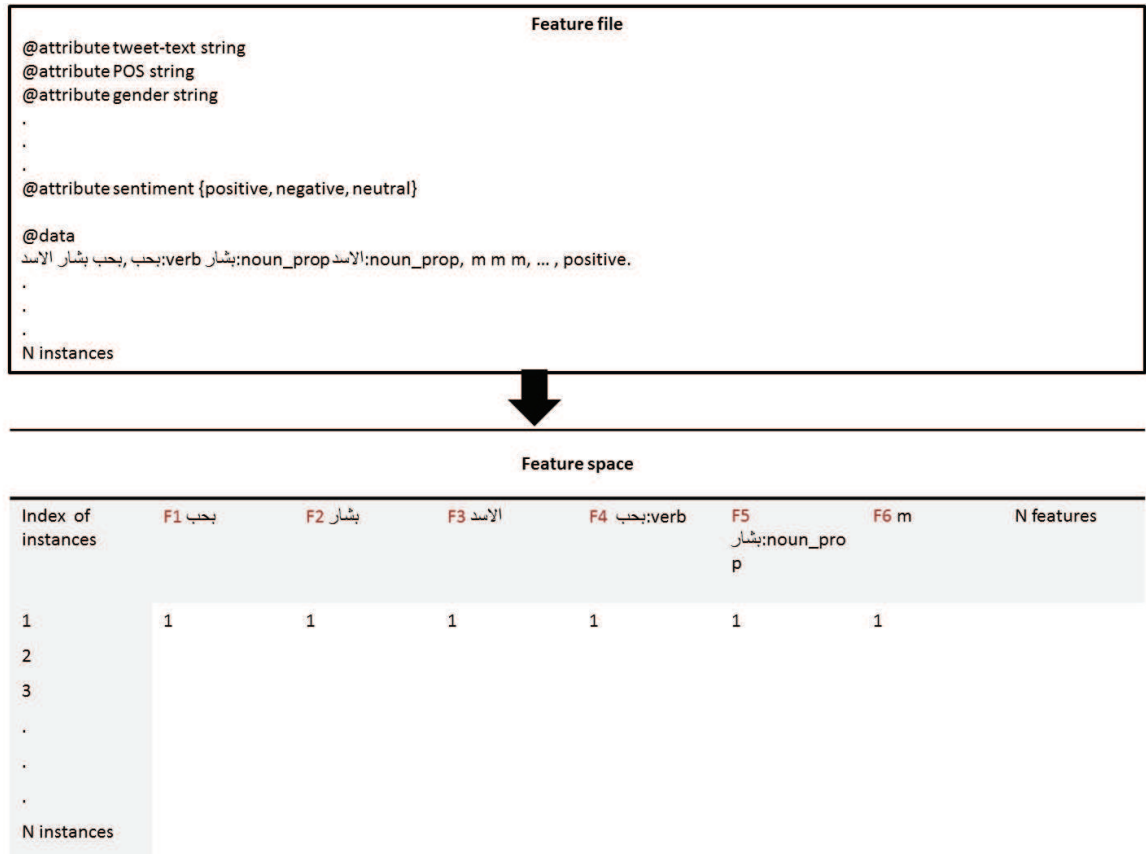 Feature file
@attribute tweet-text string
@attribute POS string
@attribute gender string
.
.
.
@attribute sentiment {positive, negative, neutral}
@data
بحب بشار الاسد, بحب:verb بشار:noun_prop الاسد:noun_prop, m m m, ... , positive.
.
.
.
N instances
Feature space
Index of instances
F1 بحب
F2 بشار
F3 الاسد
F4 بحب:verb
F5
بشار:noun_pro
p
F6 m
N features
1 1 1 1 1 1 1
2
3
.
.
.
N instances